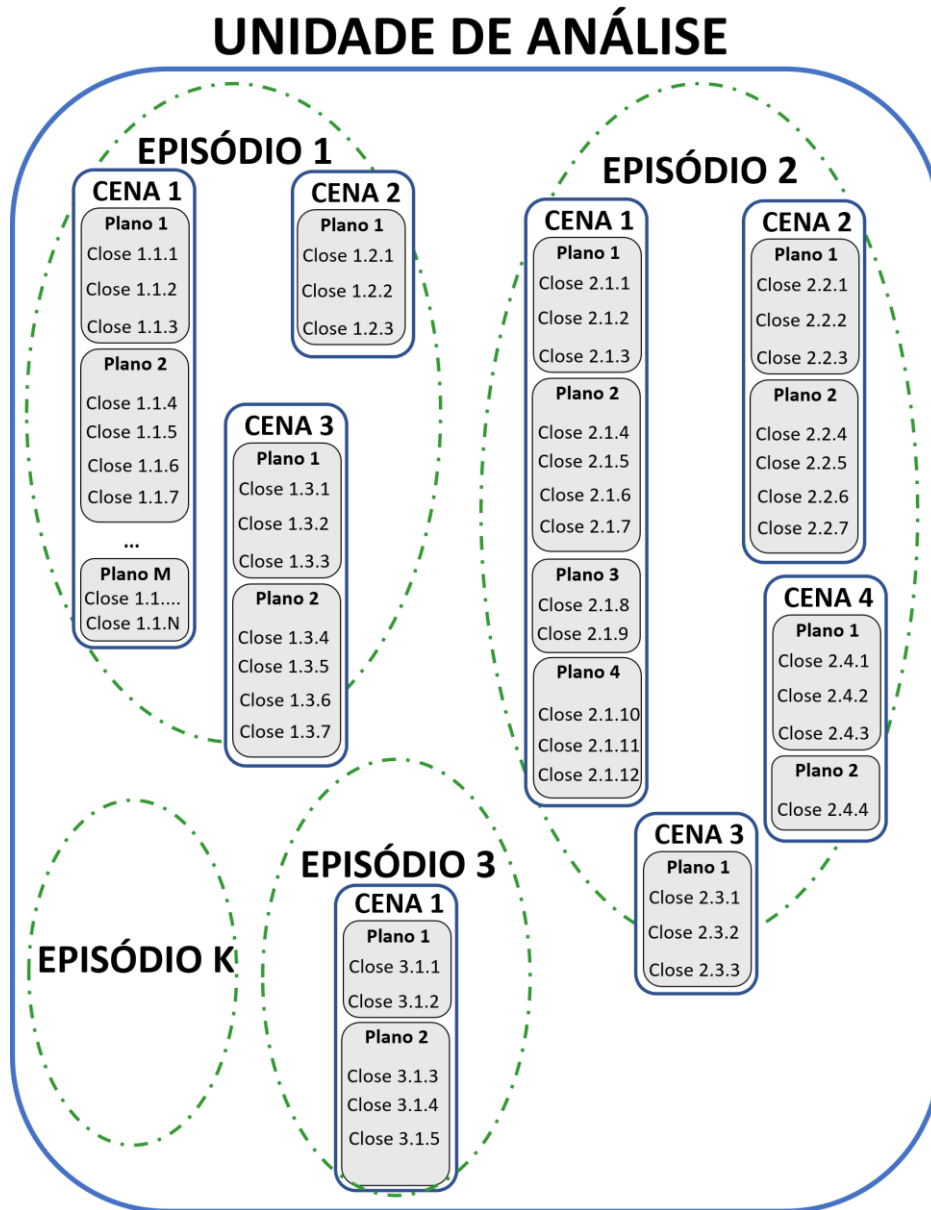 UNIDADE DE ANÁLISE
EPISÓDIO 1
CENA 1
Plano 1
Close 1.1.1
Close 1.1.2
Close 1.1.3
Plano 2
Close 1.1.4
Close 1.1.5
Close 1.1.6
Close 1.1.7
...
Plano M
Close 1.1....
Close 1.1.N
CENA 2
Plano 1
Close 1.2.1
Close 1.2.2
Close 1.2.3
CENA 3
Plano 1
Close 1.3.1
Close 1.3.2
Close 1.3.3
Plano 2
Close 1.3.4
Close 1.3.5
Close 1.3.6
Close 1.3.7
EPISÓDIO 2
CENA 1
Plano 1
Close 2.1.1
Close 2.1.2
Close 2.1.3
Plano 2
Close 2.1.4
Close 2.1.5
Close 2.1.6
Close 2.1.7
Plano 3
Close 2.1.8
Close 2.1.9
Plano 4
Close 2.1.10
Close 2.1.11
Close 2.1.12
CENA 2
Plano 1
Close 2.2.1
Close 2.2.2
Close 2.2.3
Plano 2
Close 2.2.4
Close 2.2.5
Close 2.2.6
Close 2.2.7
CENA 4
Plano 1
Close 2.4.1
Close 2.4.2
Close 2.4.3
Plano 2
Close 2.4.4
CENA 3
Plano 1
Close 2.3.1
Close 2.3.2
Close 2.3.3
EPISÓDIO K
EPISÓDIO 3
CENA 1
Plano 1
Close 3.1.1
Close 3.1.2
Plano 2
Close 3.1.3
Close 3.1.4
Close 3.1.5